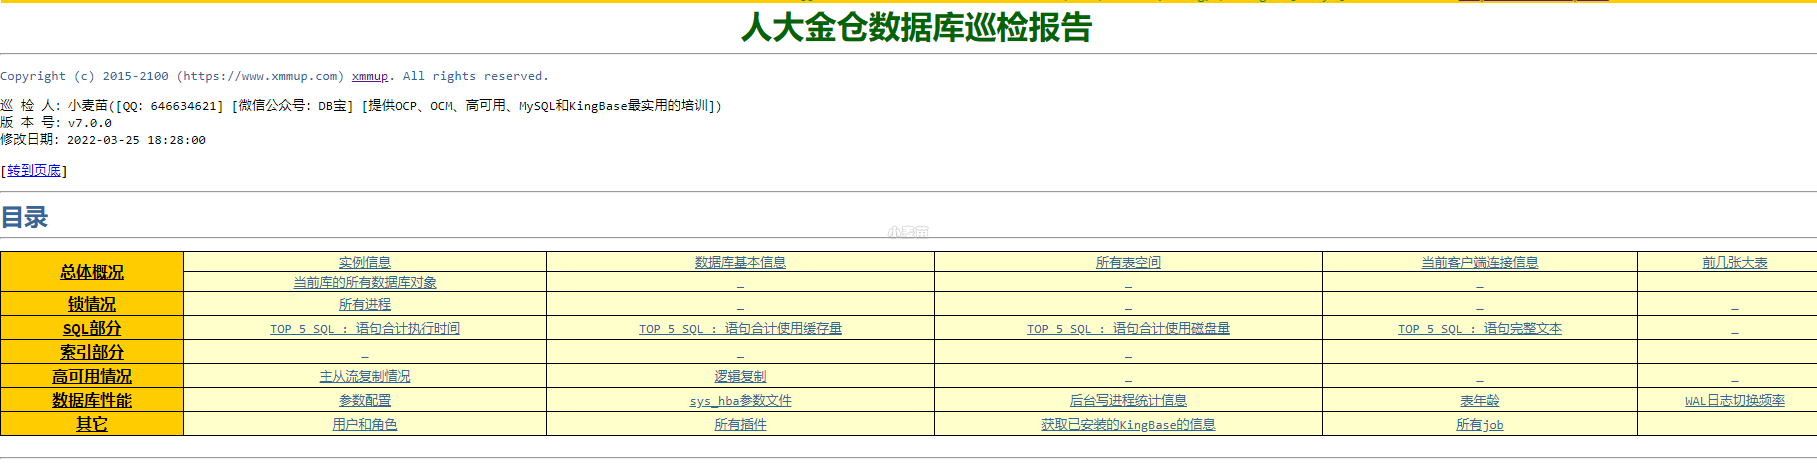 人大金仓数据库巡检报告
Copyright (c) 2015-2100 (https://www.xmmup.com) xmmup. All rights reserved.
巡 检 人: 小麦苗([QQ: 646634621] [微信公众号: DB宝] [提供OCP、OCM、高可用、MySQL和KingBase最实用的培训])
版 本 号: v7.0.0
修改日期: 2022-03-25 18:28:00
[转到页底]
目录
小麦苗
总体概况 实例信息 数据库基本信息 所有表空间 当前客户端连接信息 前几张大表
当前库的所有数据库对象 _ _ _
锁情况 所有进程 _ _ _ _
SQL部分 TOP 5 SQL : 语句合计执行时间 TOP 5 SQL : 语句合计使用缓存量 TOP 5 SQL : 语句合计使用磁盘量 TOP 5 SQL : 语句完整文本 _
索引部分 _ _ _
高可用情况 主从流复制情况 逻辑复制 _ _ _
数据库性能 参数配置 sys_hba参数文件 后台写进程统计信息 表年龄 WAL日志切换频率
其它 用户和角色 所有插件 获取已安装的KingBase的信息 所有job